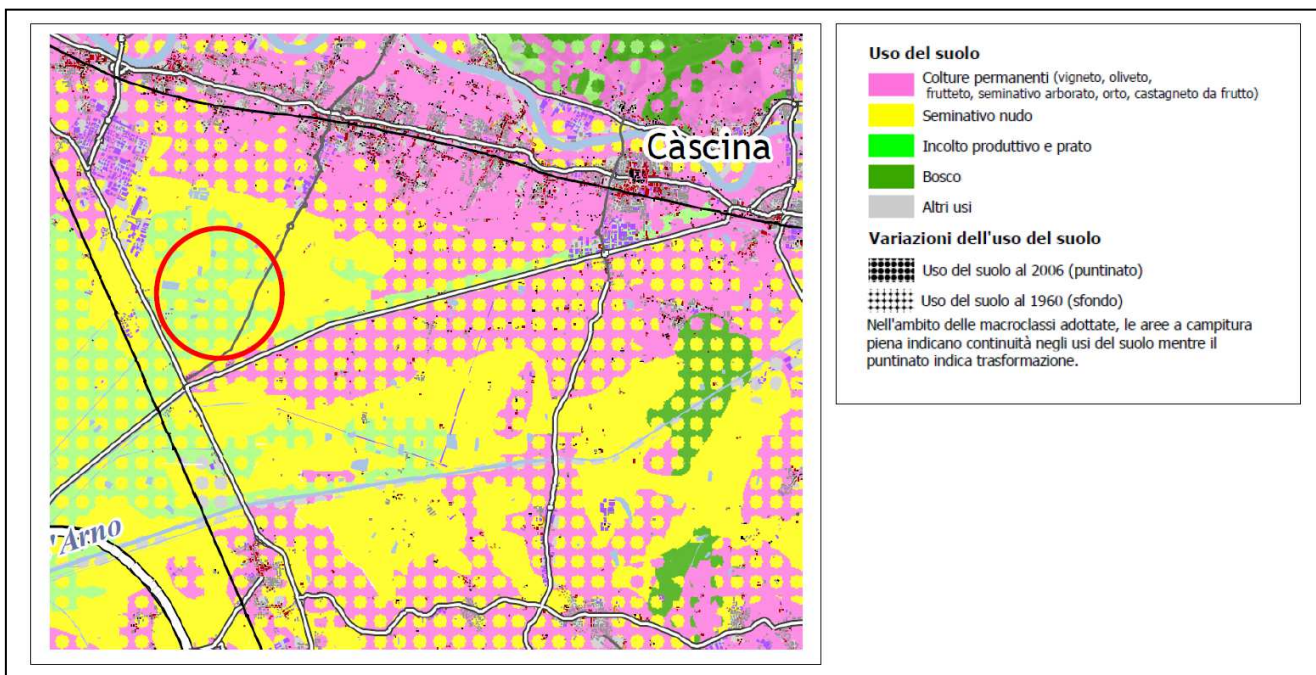 Càscina
Arno
Uso del suolo
Colture permanenti (vigneto, oliveto,
frutteto, seminativo arborato, orto, castagneto da frutto)
Seminativo nudo
Incolto produttivo e prato
Bosco
Altri usi
Variazioni dell'uso del suolo
Uso del suolo al 2006 (puntinato)
Uso del suolo al 1960 (sfondo)
Nell'ambito delle macroclassi adottate, le aree a campitura
piena indicano continuità negli usi del suolo mentre il
puntinato indica trasformazione.